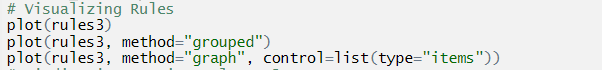 # Visualizing Rules
plot(rules3)
plot(rules3, method="grouped")
plot(rules3, method="graph", control=list(type="items"))